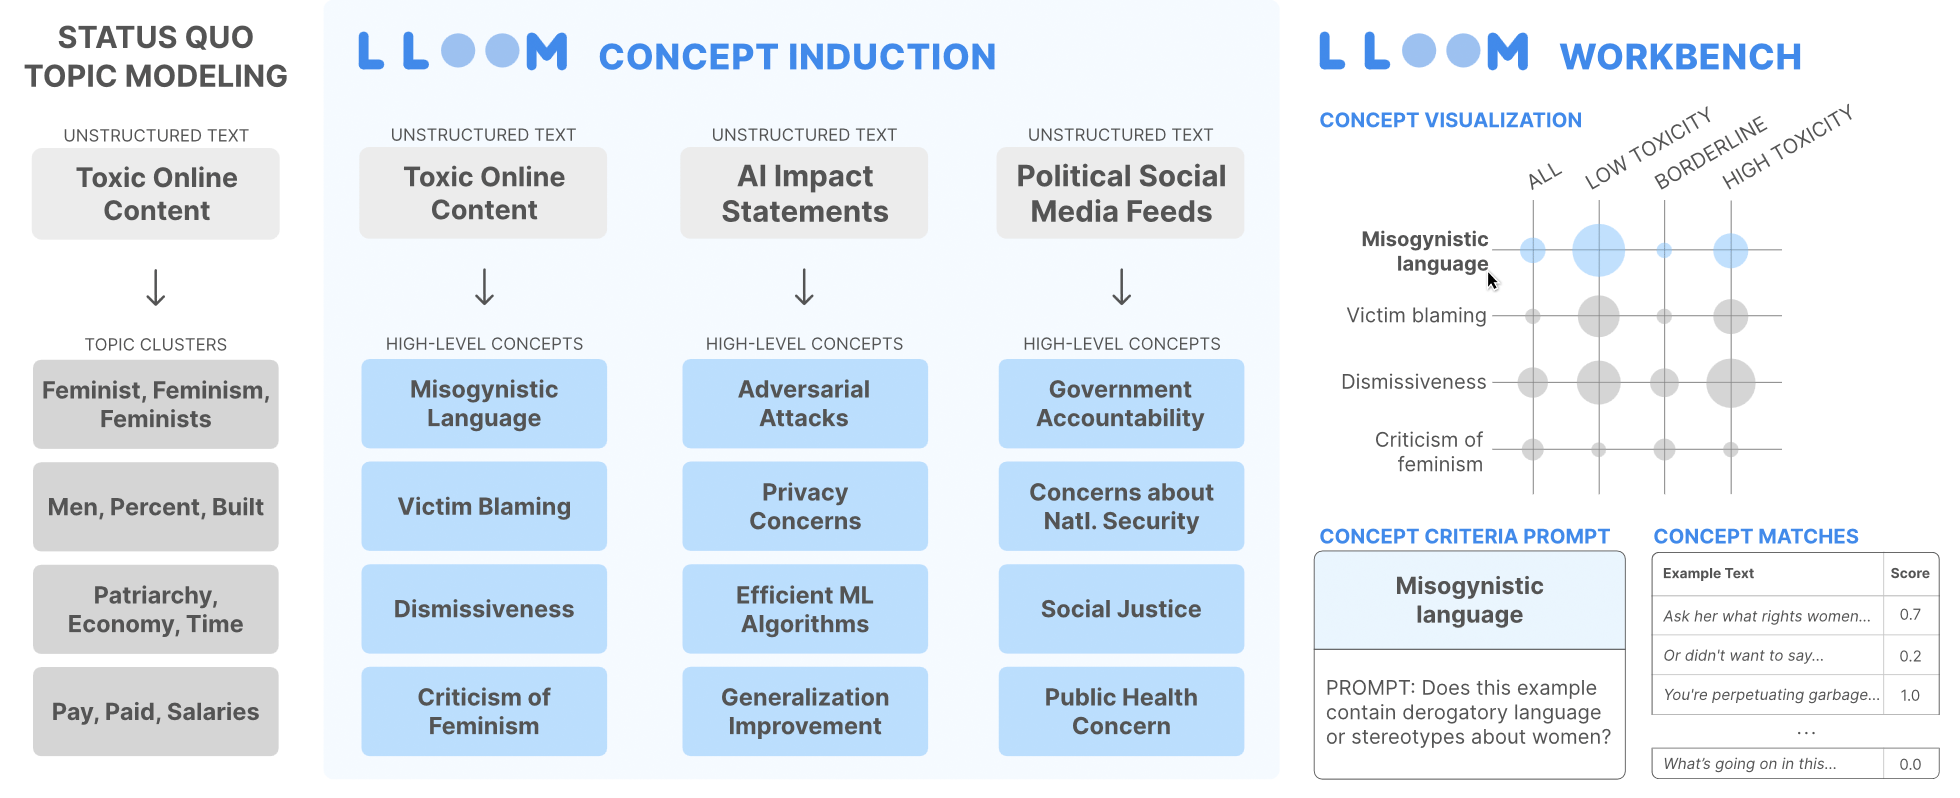 STATUS QUO
TOPIC MODELING
UNSTRUCTURED TEXT
Toxic Online
Content
TOPIC CLUSTERS
Feminist, Feminism,
Feminists
Men, Percent, Built
Patriarchy,
Economy, Time
Pay, Paid, Salaries
LLOOM CONCEPT INDUCTION
UNSTRUCTURED TEXT
Toxic Online
Content
HIGH-LEVEL CONCEPTS
Misogynistic
Language
Victim Blaming
Dismissiveness
Criticism of
Feminism
UNSTRUCTURED TEXT
AI Impact
Statements
HIGH-LEVEL CONCEPTS
Adversarial
Attacks
Privacy
Concerns
Efficient ML
Algorithms
Generalization
Improvement
UNSTRUCTURED TEXT
Political Social
Media Feeds
HIGH-LEVEL CONCEPTS
Government
Accountability
Concerns about
Natl. Security
Social Justice
Public Health
Concern
LLOOM WORKBENCH
CONCEPT VISUALIZATION
ALL
LOW TOXICITY
BORDERLINE
HIGH TOXICITY
Misogynistic
language
Victim blaming
Dismissiveness
Criticism of
feminism
CONCEPT CRITERIA PROMPT
Misogynistic
language
PROMPT: Does this example
contain derogatory language
or stereotypes about women?
CONCEPT MATCHES
Example Text Score
Ask her what rights women... 0.7
Or didn't want to say... 0.2
You're perpetuating garbage... 1.0
...
What's going on in this... 0.0